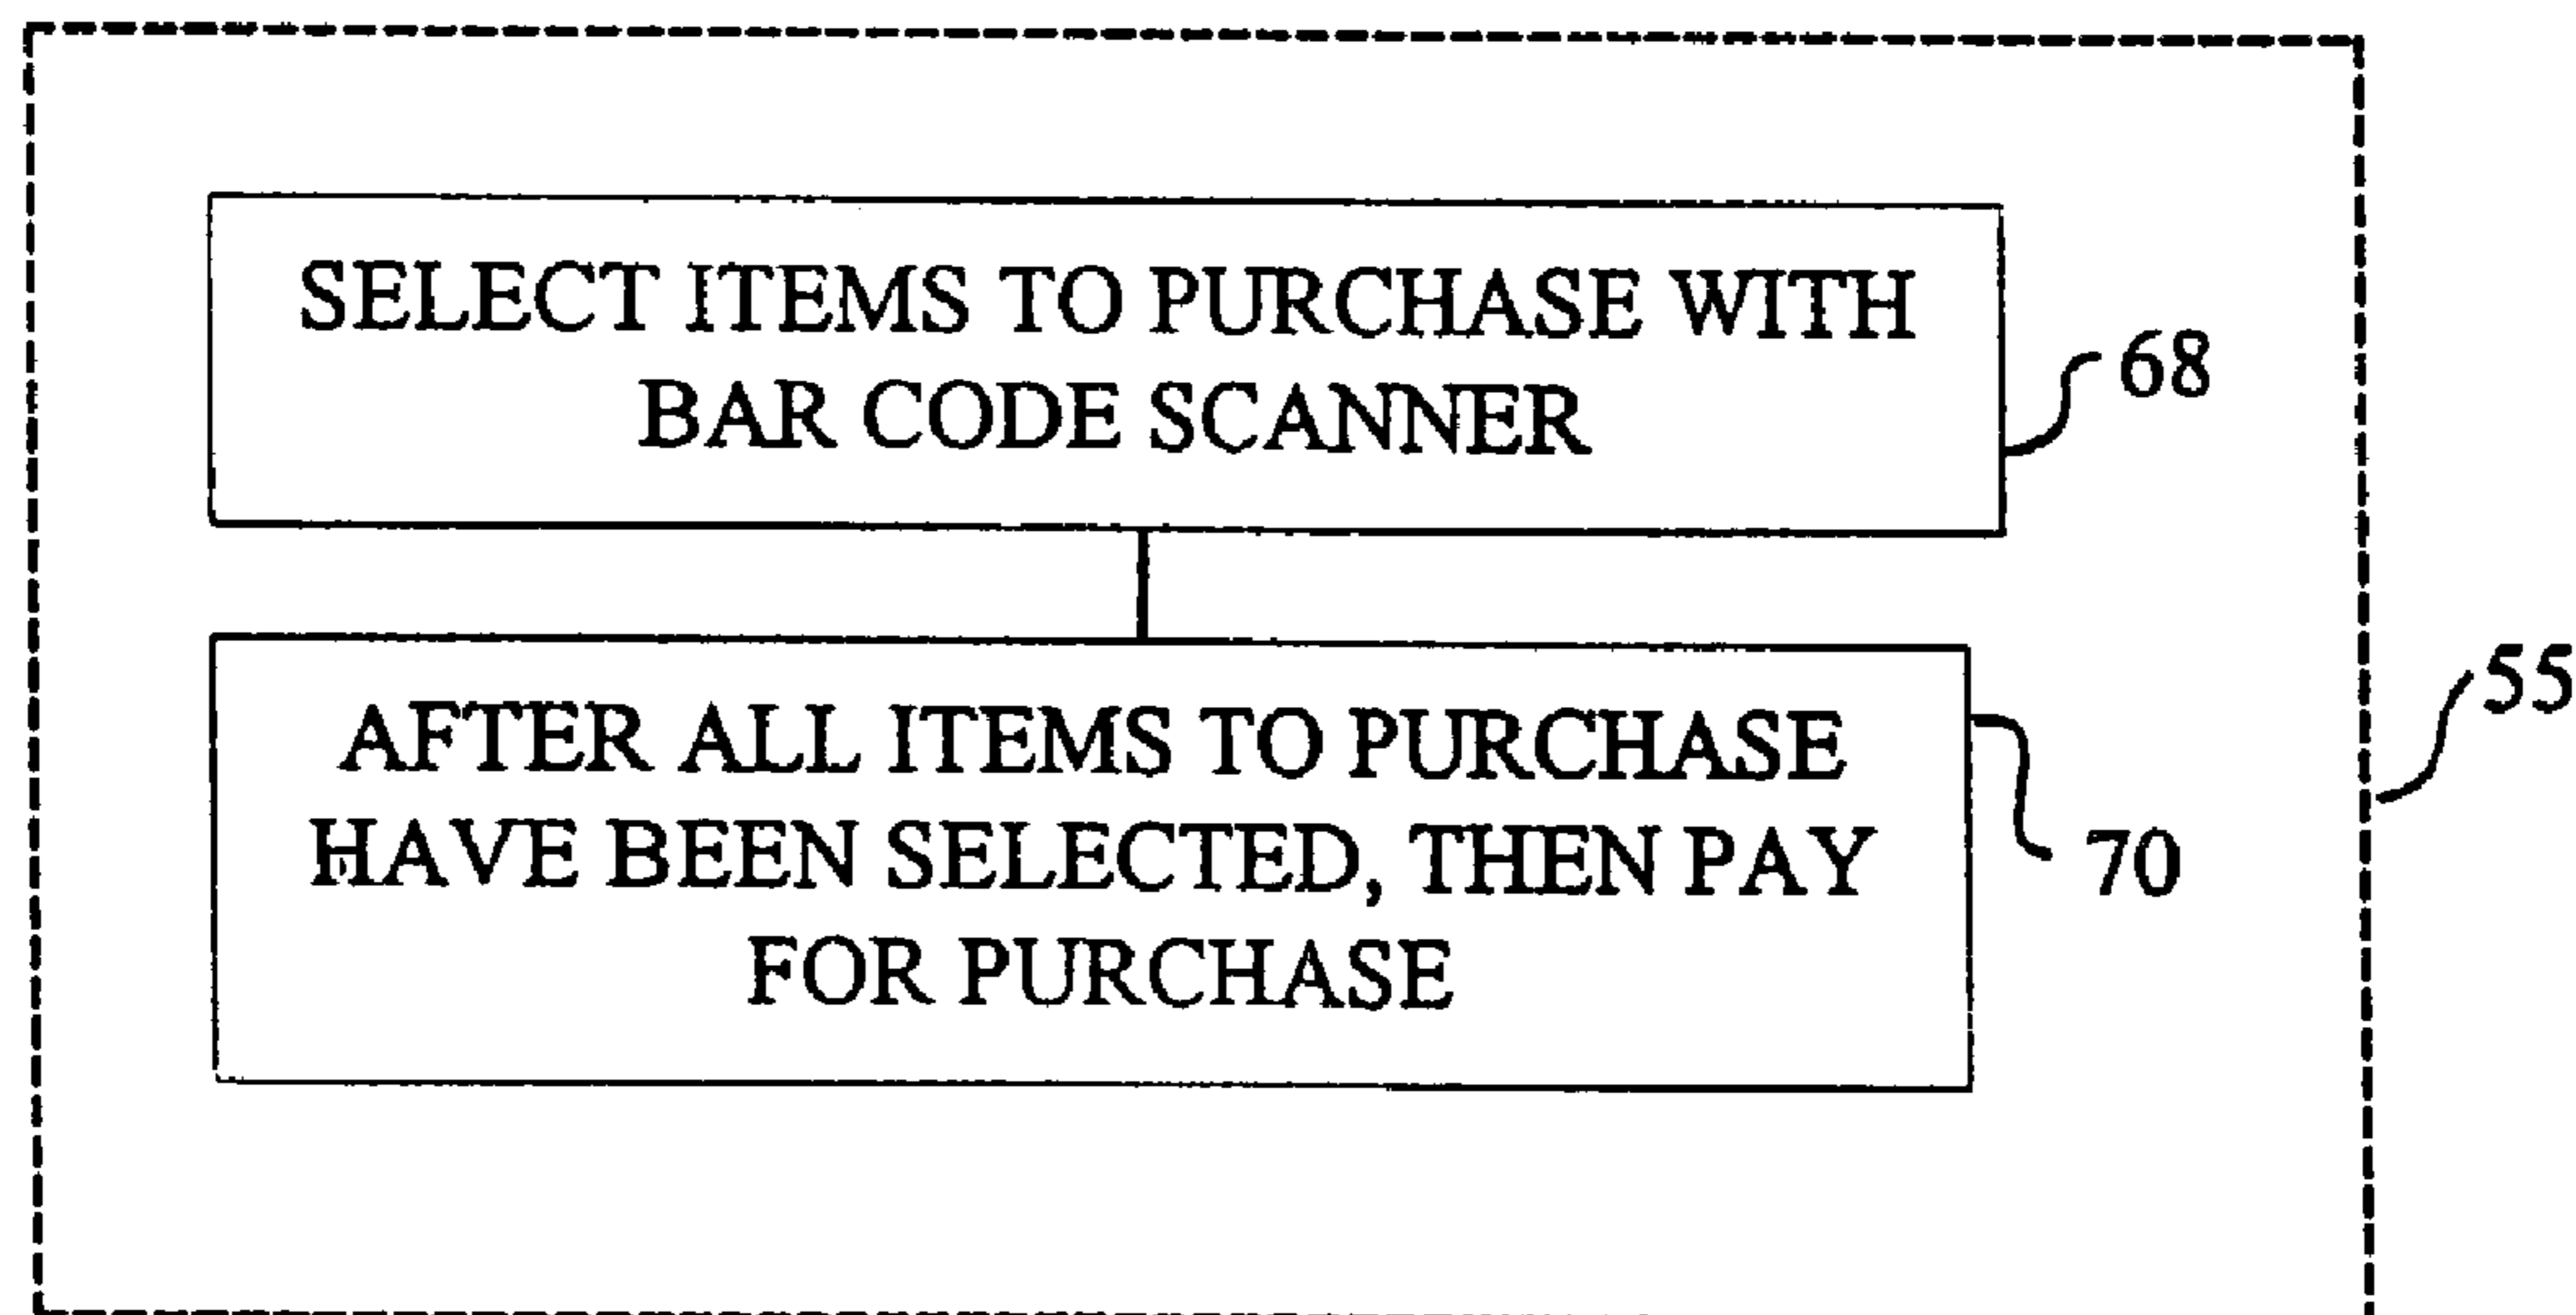 SELECT ITEMS TO PURCHASE WITH
BAR CODE SCANNER
68
AFTER ALL ITEMS TO PURCHASE
HAVE BEEN SELECTED, THEN PAY
FOR PURCHASE
70
55